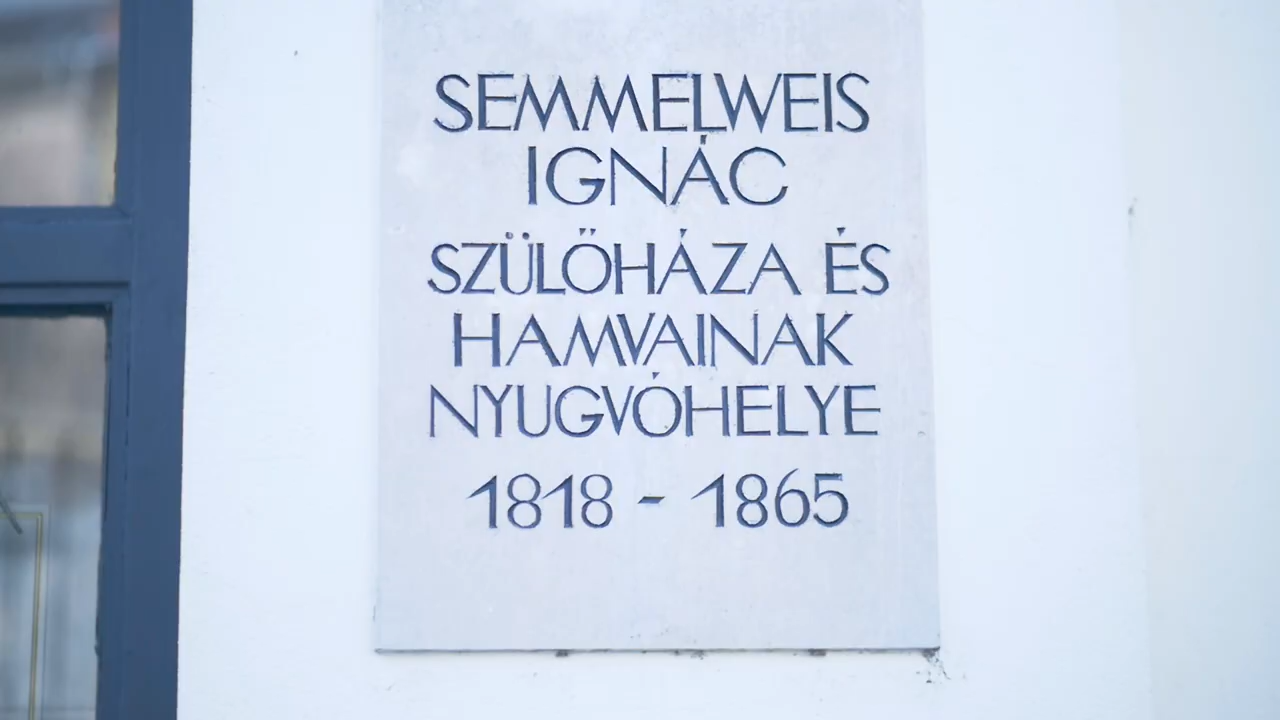 SEMMELWEIS
IGNÁC
SZÜLŐHÁZA ÉS
HAMVAINAK
NYUGVÓHELYE
1818 - 1865